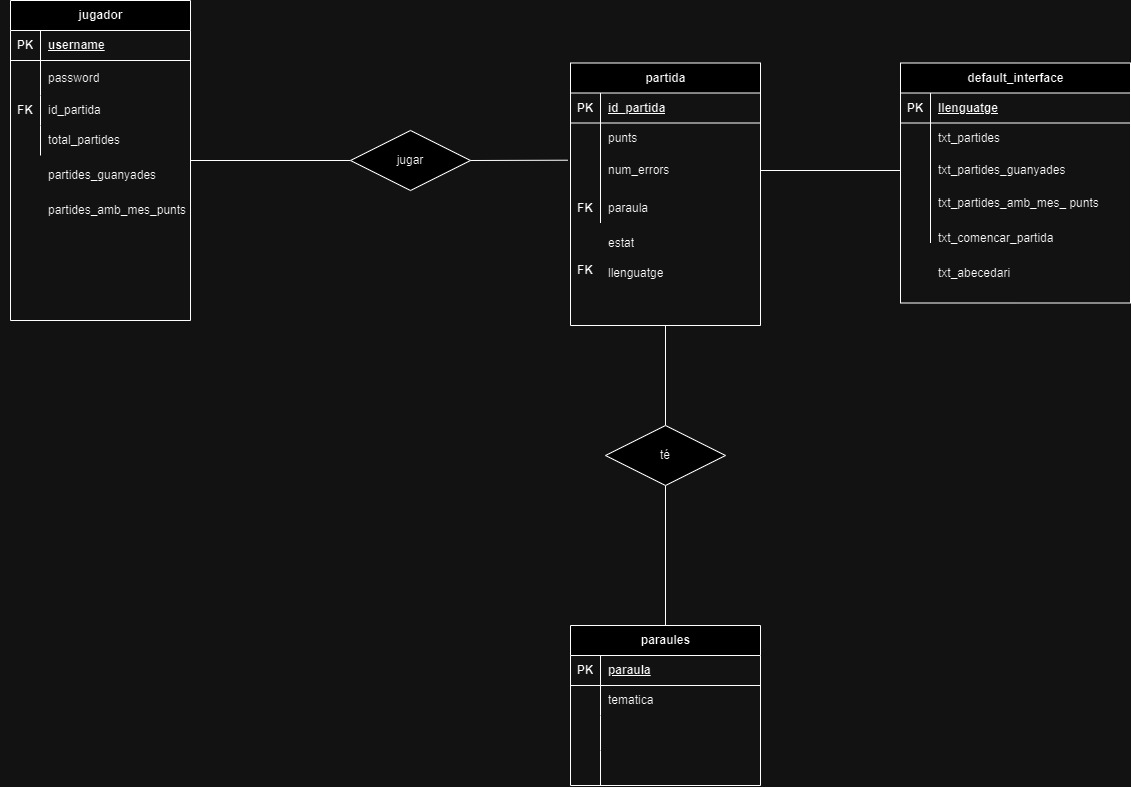 jugador
PK username
password
FK id_partida
total_partides
partides_guanyades
partides_amb_mes_punts
jugar
partida
PK id_partida
punts
num_errors
FK paraula
estat
FK llenguatge
default_interface
PK llenguatge
txt_partides
txt_partides_guanyades
txt_partides_amb_mes_ punts
txt_comencar_partida
txt_abecedari
té
paraules
PK paraula
tematica